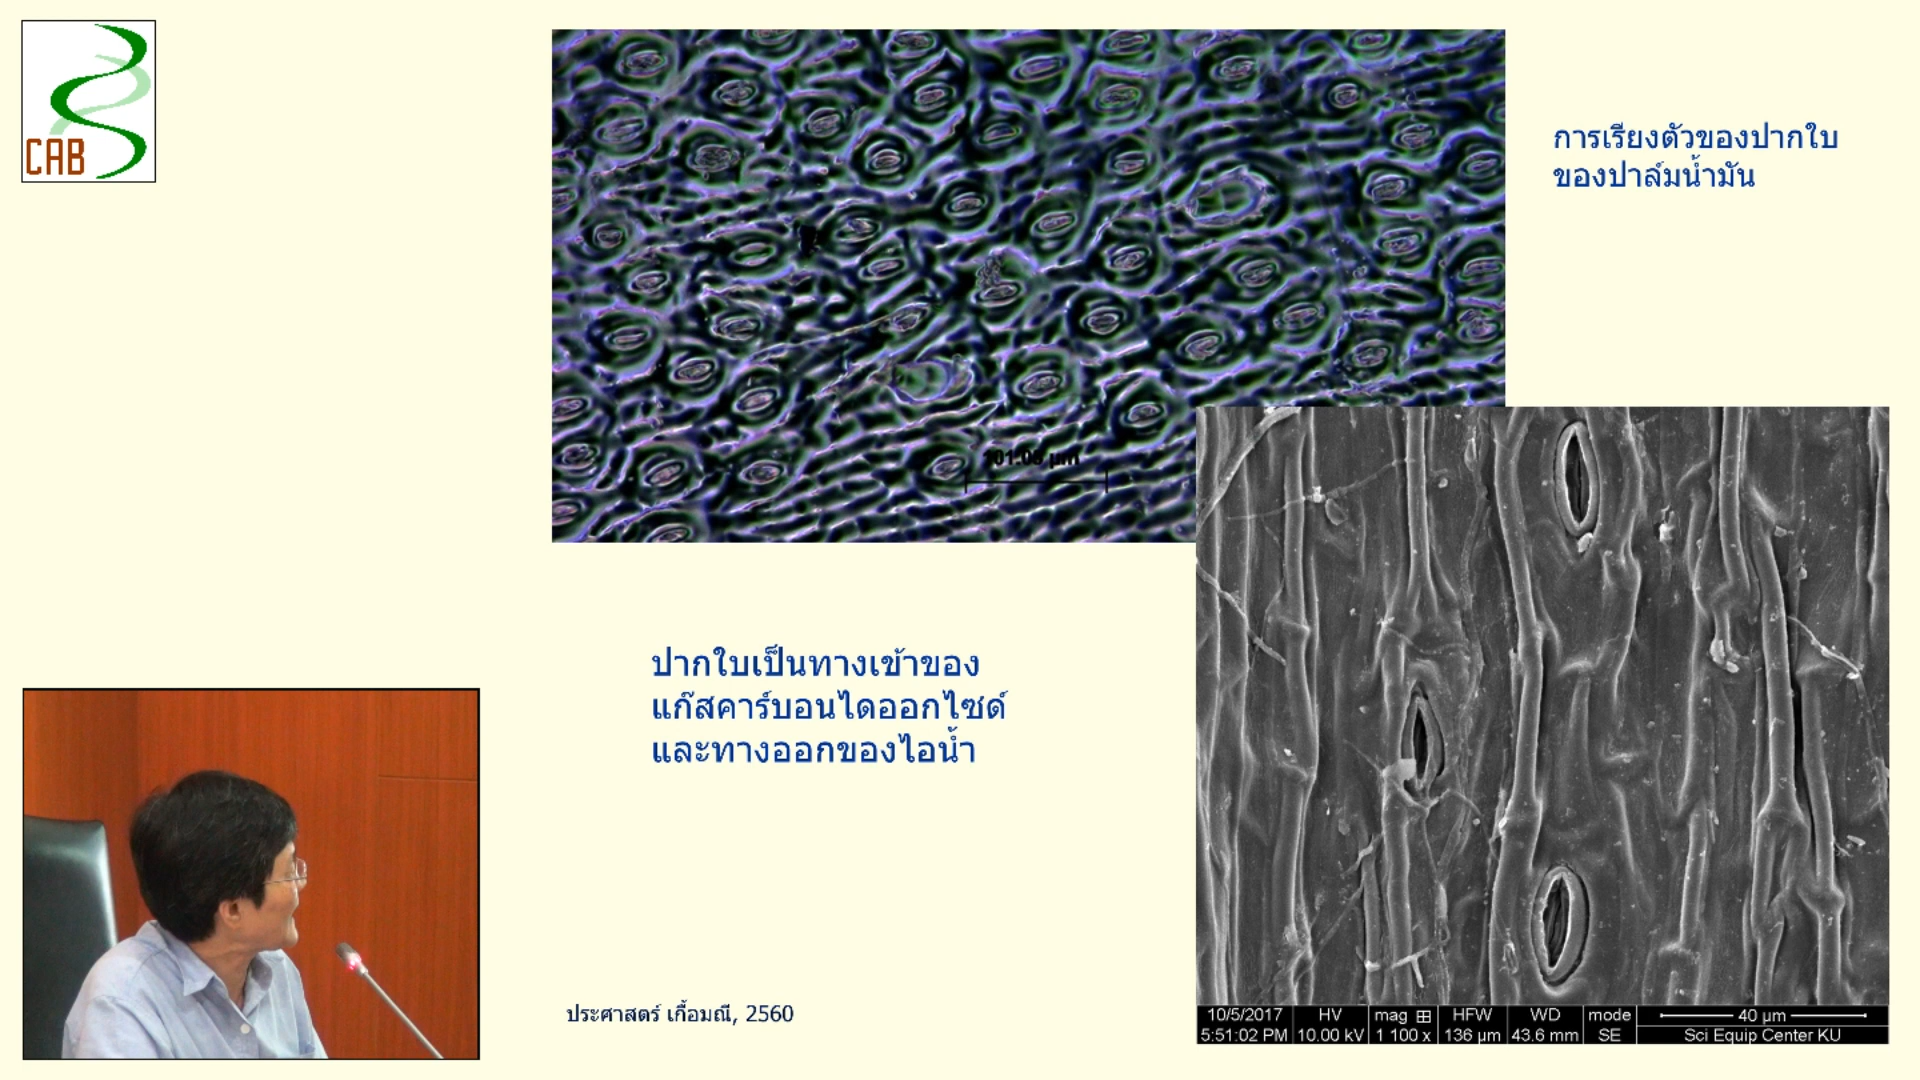 CAB
การเรียงตัวของปากใบ
ของปาล์มน้ำมัน
101.03 µm
ปากใบเป็นทางเข้าของ
แก๊สคาร์บอนไดออกไซด์
และทางออกของไอน้ำ
ประศาสตร์ เกื้อมณี, 2560
10/5/2017 HV mag HFW WD mode 40 µm
5:51:02 PM 10.00 kV 1 100 x 136 µm 43.6 mm SE Sci Equip Center KU